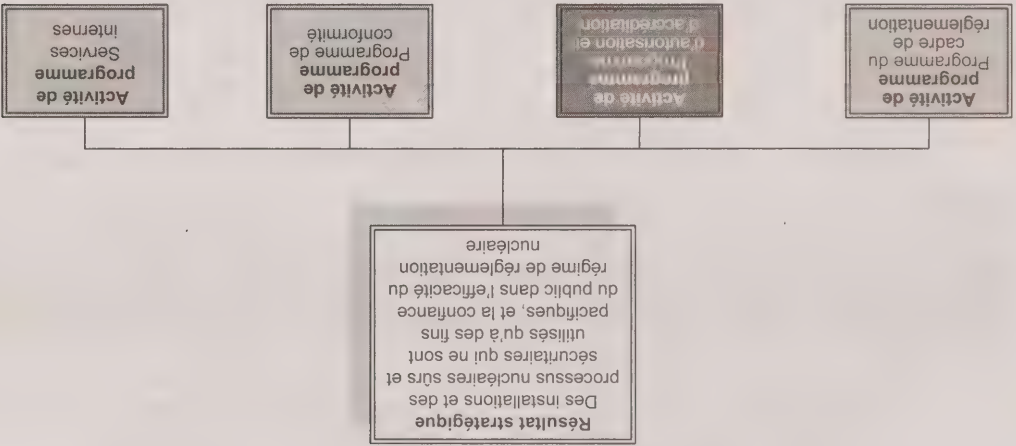 Résultat stratégique
Des installations et des
processus nucléaires sûrs et
sécuritaires qui ne sont
utilisés qu'à des fins
pacifiques, et la confiance
du public dans l'efficacité du
régime de réglementation
nucléaire
Activité de
programme
Programme du
cadre de
réglementation
Activité de
programme
d'autorisation et
d'accréditation
Activité de
programme
Programme de
conformité
Activité de
programme
Services
internes